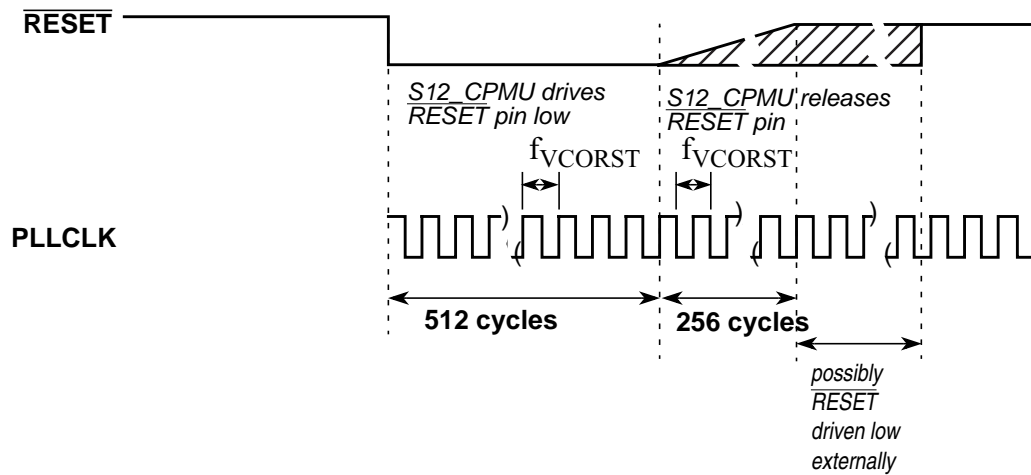 RESET
S12_CPMU drives
RESET pin low
S12_CPMU releases
RESET pin
fVCORST
fVCORST
PLLCLK
512 cycles
256 cycles
possibly
RESET
driven low
externally